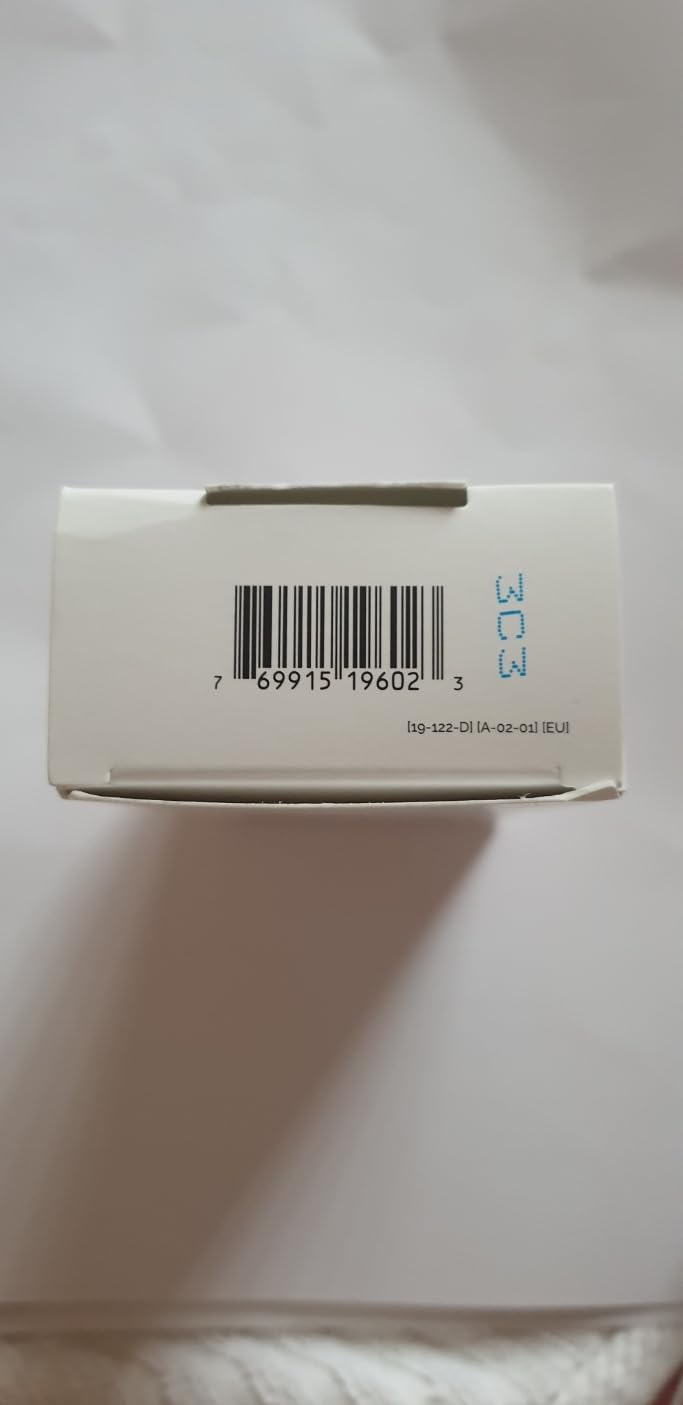 7 69915 19602 3
3C3
[19-122-D] [A-02-01] [EU]